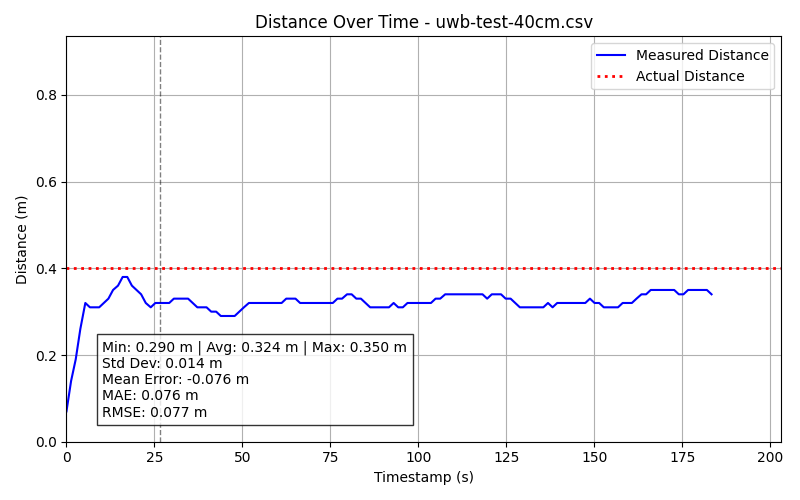 Distance Over Time - uwb-test-40cm.csv
Measured Distance
Actual Distance
Distance (m)
0.8
0.6
0.4
0.2
0.0
Min: 0.290 m | Avg: 0.324 m | Max: 0.350 m
Std Dev: 0.014 m
Mean Error: -0.076 m
MAE: 0.076 m
RMSE: 0.077 m
0 25 50 75 100 125 150 175 200
Timestamp (s)